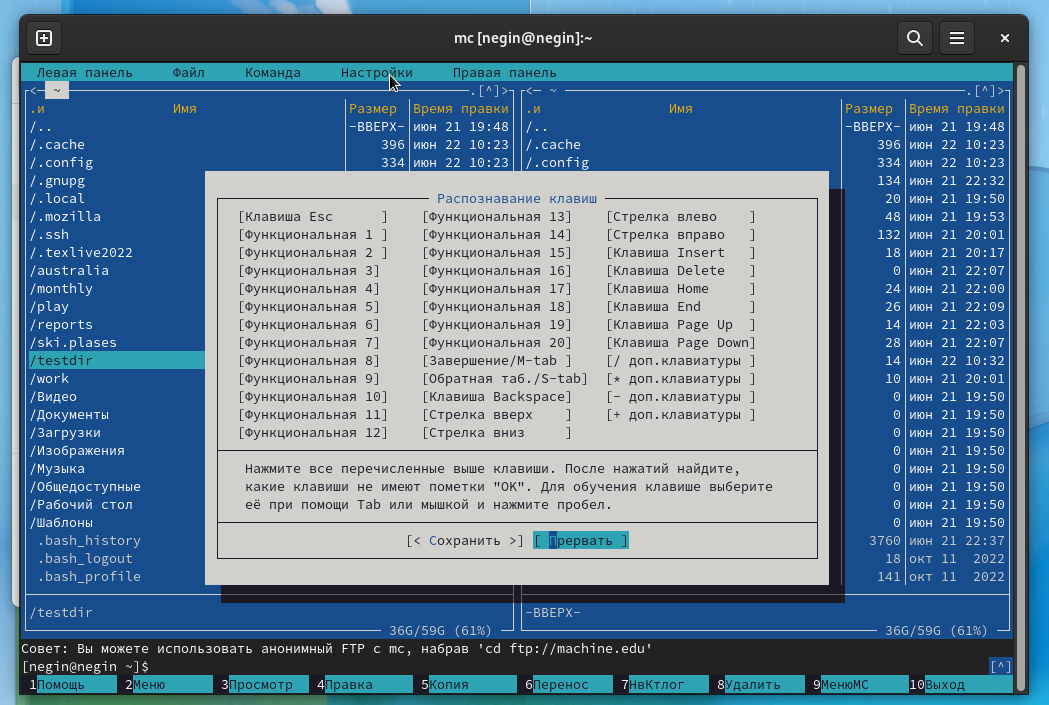 mc [negin@negin]:~
Левая панель Файл Команда Настройки Правая панель
<─ ~ .[^]> <─ ~ .[^]>
.и Имя Размер Время правки .и Имя Размер Время правки
/.. -ВВЕРХ- июн 21 19:48 /.. -ВВЕРХ- июн 21 19:48
/.cache 396 июн 22 10:23 /.cache 396 июн 22 10:23
/.config 334 июн 22 10:23 /.config 334 июн 22 10:23
/.gnupg 134 июн 21 22:32
Распознавание клавиш
/.local 20 июн 21 19:50
/.mozilla [Клавиша Esc ] [Функциональная 13] [Стрелка влево ] 48 июн 21 19:53
/.ssh [Функциональная 1 ] [Функциональная 14] [Стрелка вправо ] 132 июн 21 20:01
/.texlive2022 [Функциональная 2 ] [Функциональная 15] [Клавиша Insert ] 18 июн 21 20:17
/australia [Функциональная 3] [Функциональная 16] [Клавиша Delete ] 0 июн 21 22:07
/monthly [Функциональная 4] [Функциональная 17] [Клавиша Home ] 24 июн 21 22:00
/play [Функциональная 5] [Функциональная 18] [Клавиша End ] 26 июн 21 22:09
/reports [Функциональная 6] [Функциональная 19] [Клавиша Page Up ] 14 июн 21 22:03
/ski.plases [Функциональная 7] [Функциональная 20] [Клавиша Page Down] 28 июн 21 22:07
/testdir [Функциональная 8] [Завершение/M-tab ] [/ доп.клавиатуры ] 14 июн 22 10:32
/work [Функциональная 9] [Обратная таб./S-tab] [* доп.клавиатуры ] 10 июн 21 20:01
/Видео [Функциональная 10] [Клавиша Backspace] [- доп.клавиатуры ] 0 июн 21 19:50
/Документы [Функциональная 11] [Стрелка вверх ] [+ доп.клавиатуры ] 0 июн 21 19:50
/Загрузки [Функциональная 12] [Стрелка вниз ] 0 июн 21 19:50
/Изображения 0 июн 21 19:50
/Музыка Нажмите все перечисленные выше клавиши. После нажатий найдите, 0 июн 21 19:50
/Общедоступные какие клавиши не имеют пометки "OK". Для обучения клавише выберите 0 июн 21 19:50
/Рабочий стол её при помощи Tab или мышкой и нажмите пробел. 0 июн 21 19:50
/Шаблоны 0 июн 21 19:50
.bash_history [< Сохранить >] [ Прервать ] 3760 июн 21 22:37
.bash_logout 18 окт 11 2022
.bash_profile 141 окт 11 2022
/testdir -ВВЕРХ-
36G/59G (61%) 36G/59G (61%)
Совет: Вы можете использовать анонимный FTP с mc, набрав 'cd ftp://machine.edu'
[negin@negin ~]$ [^]
1Помощь 2Меню 3Просмотр 4Правка 5Копия 6Перенос 7НвКтлог 8Удалить 9МенюМС 10Выход